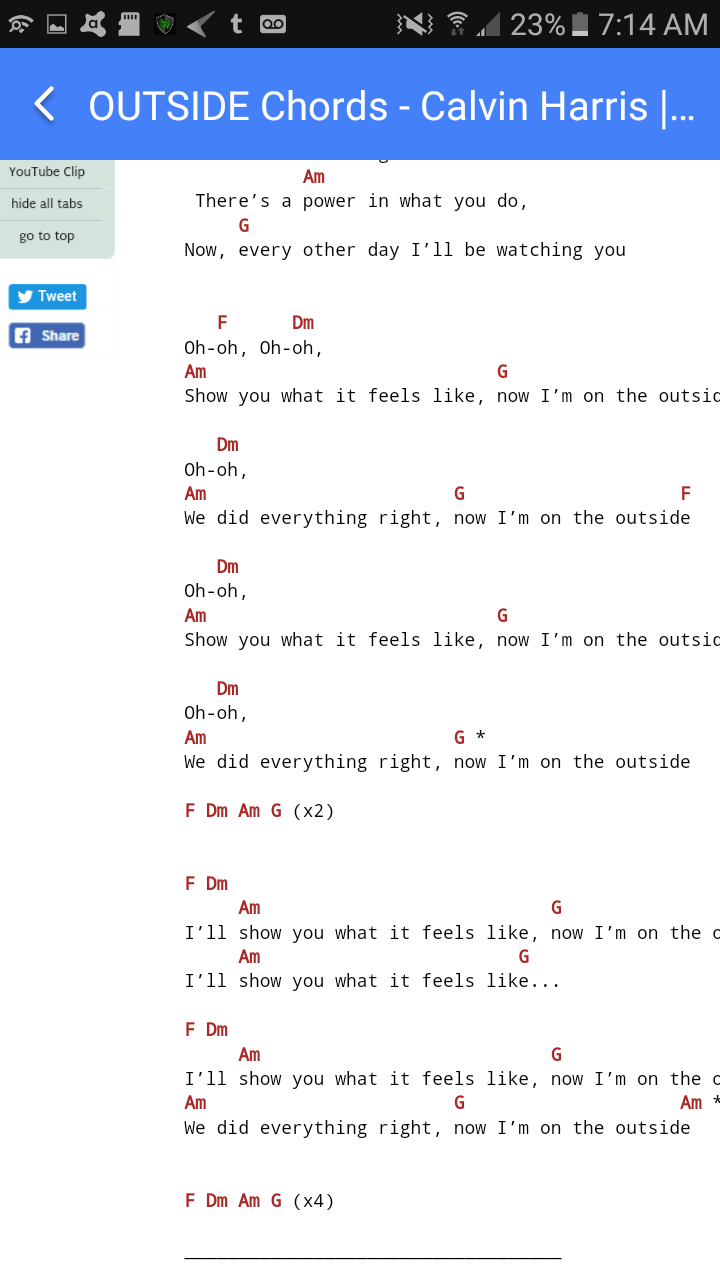 23% 7:14 AM
OUTSIDE Chords - Calvin Harris |...
YouTube Clip
hide all tabs
go to top
Tweet
Share
Am
There’s a power in what you do,
G
Now, every other day I’ll be watching you
F Dm
Oh-oh, Oh-oh,
Am G
Show you what it feels like, now I’m on the outsid
Dm
Oh-oh,
Am G F
We did everything right, now I’m on the outside
Dm
Oh-oh,
Am G
Show you what it feels like, now I’m on the outsid
Dm
Oh-oh,
Am G *
We did everything right, now I’m on the outside
F Dm Am G (x2)
F Dm
Am G
I’ll show you what it feels like, now I’m on the o
Am G
I’ll show you what it feels like...
F Dm
Am G
I’ll show you what it feels like, now I’m on the o
Am G Am *
We did everything right, now I’m on the outside
F Dm Am G (x4)